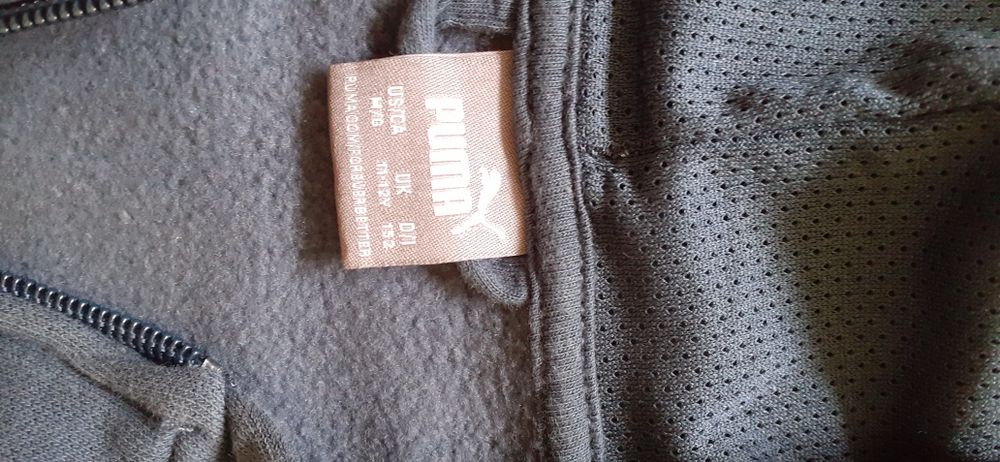 PUMA
US/CA UK D/I
M/G 11-12Y 152
PUMA.COM/FOREVERBETTER